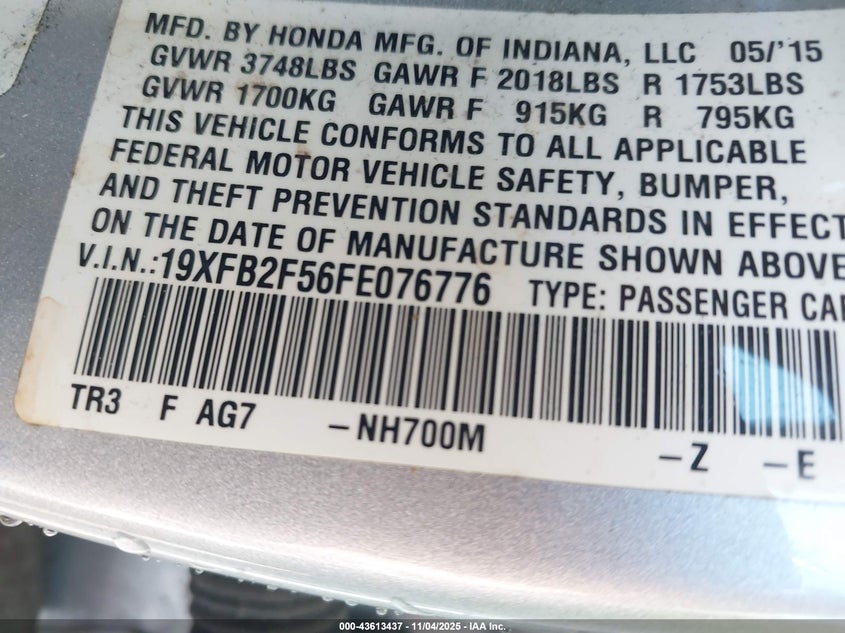 MFD. BY HONDA MFG. OF INDIANA, LLC 05/'15
GVWR 3748LBS GAWR F 2018LBS R 1753LBS
GVWR 1700KG GAWR F 915KG R 795KG
THIS VEHICLE CONFORMS TO ALL APPLICABLE
FEDERAL MOTOR VEHICLE SAFETY, BUMPER,
AND THEFT PREVENTION STANDARDS IN EFFECT
ON THE DATE OF MANUFACTURE SHOWN ABOVE
V.I.N.: 19XFB2F56FE076776 TYPE: PASSENGER CAR
TR3 F AG7 –NH700M –Z –E
000-43613437 - 11/04/2025 - IAA Inc.